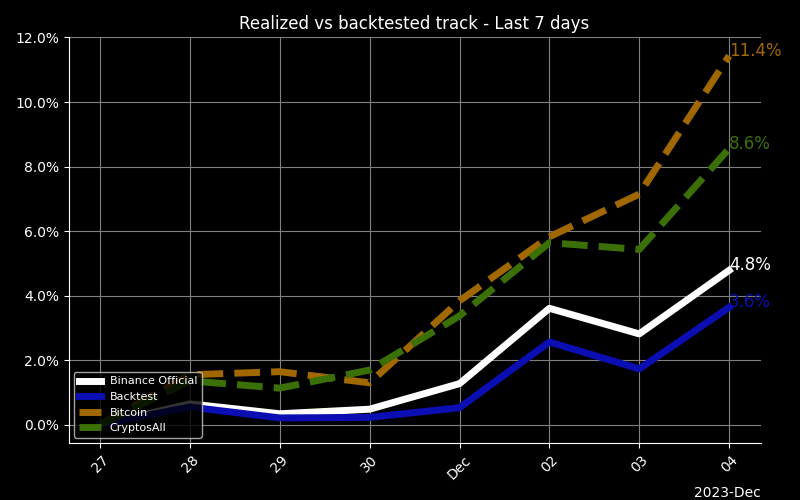 Realized vs backtested track - Last 7 days
12.0%
10.0%
8.0%
6.0%
4.0%
2.0%
0.0%
11.4%
8.6%
4.8%
3.6%
Binance Official
Backtest
Bitcoin
CryptosAll
27
28
29
30
Dec
02
03
04
2023-Dec